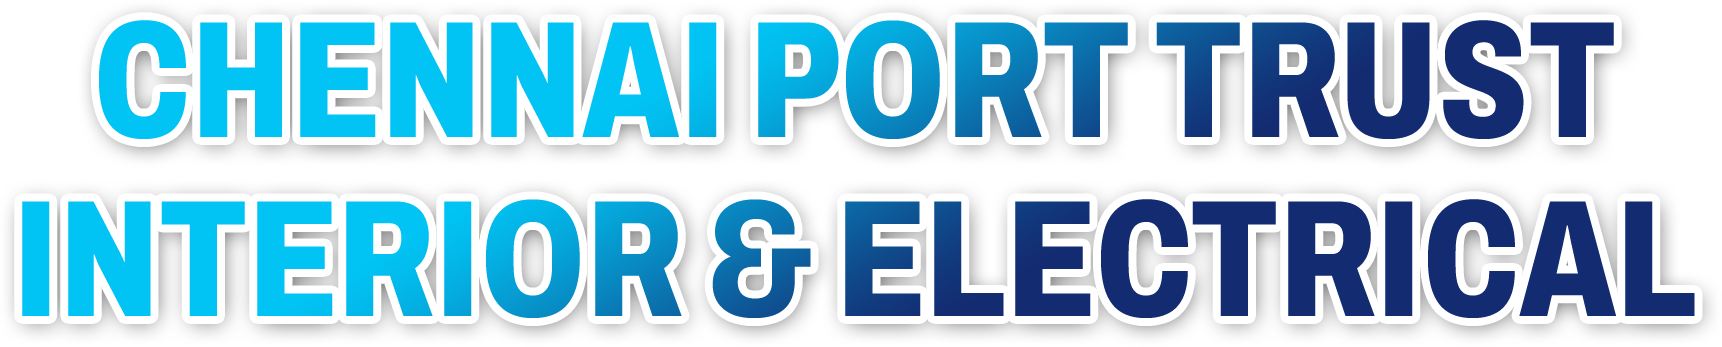 CHENNAI PORT TRUST
INTERIOR & ELECTRICAL